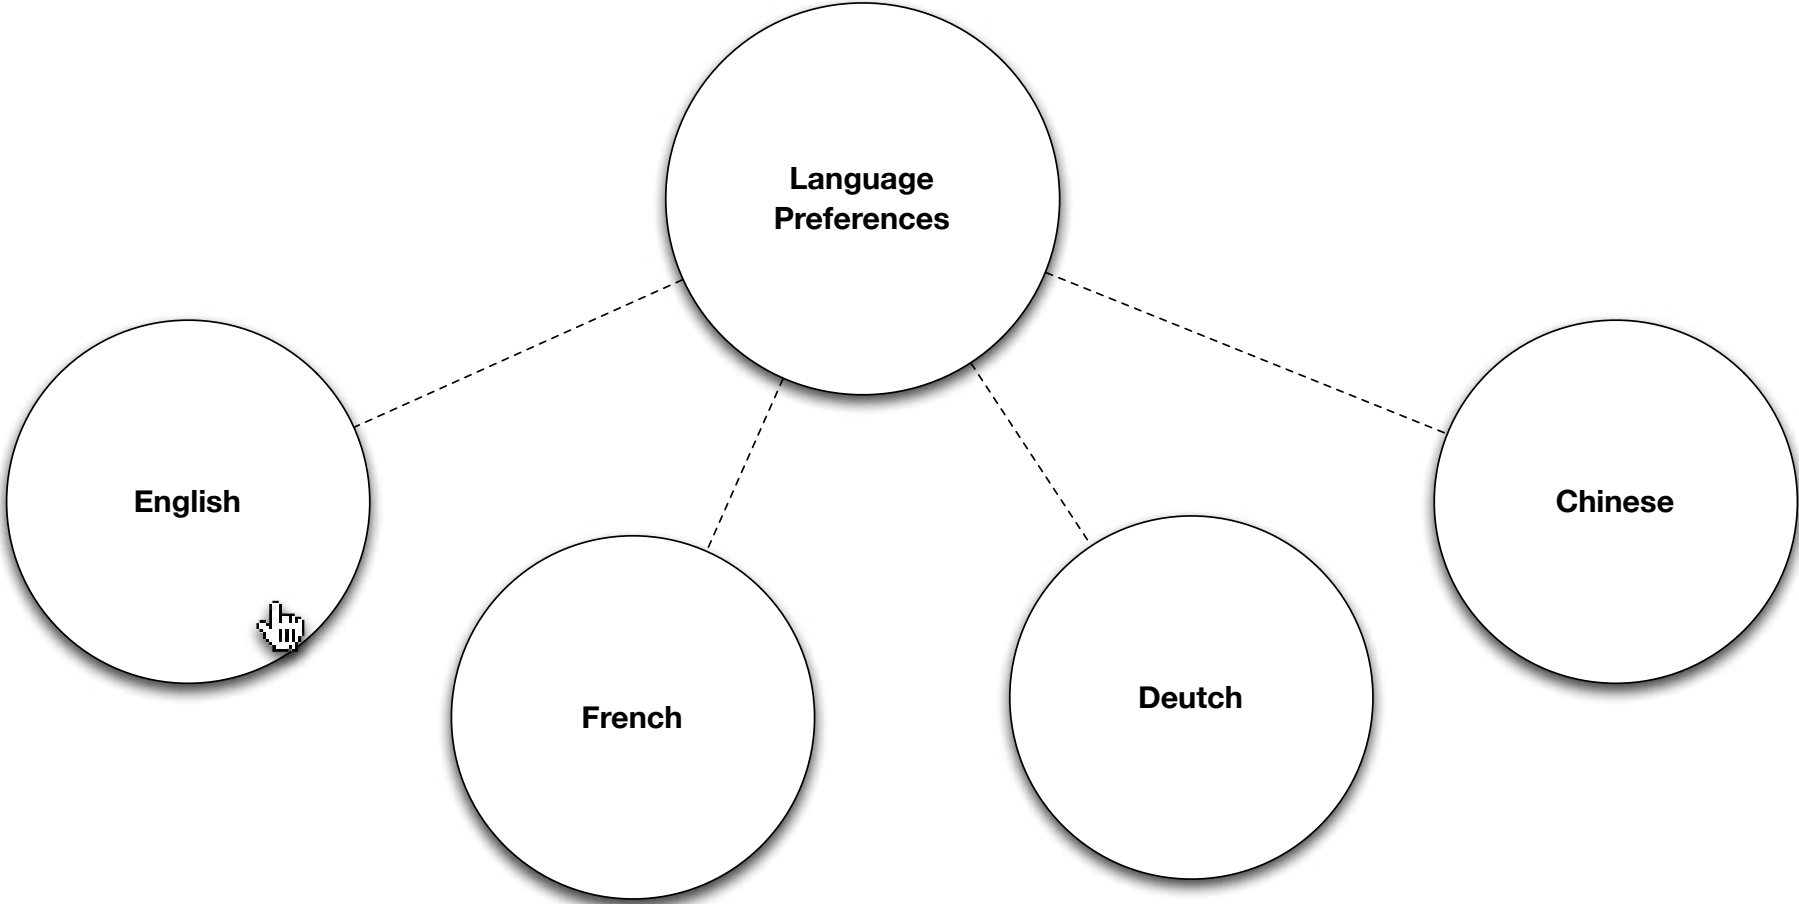 Language
Preferences
English
Chinese
French
Deutch